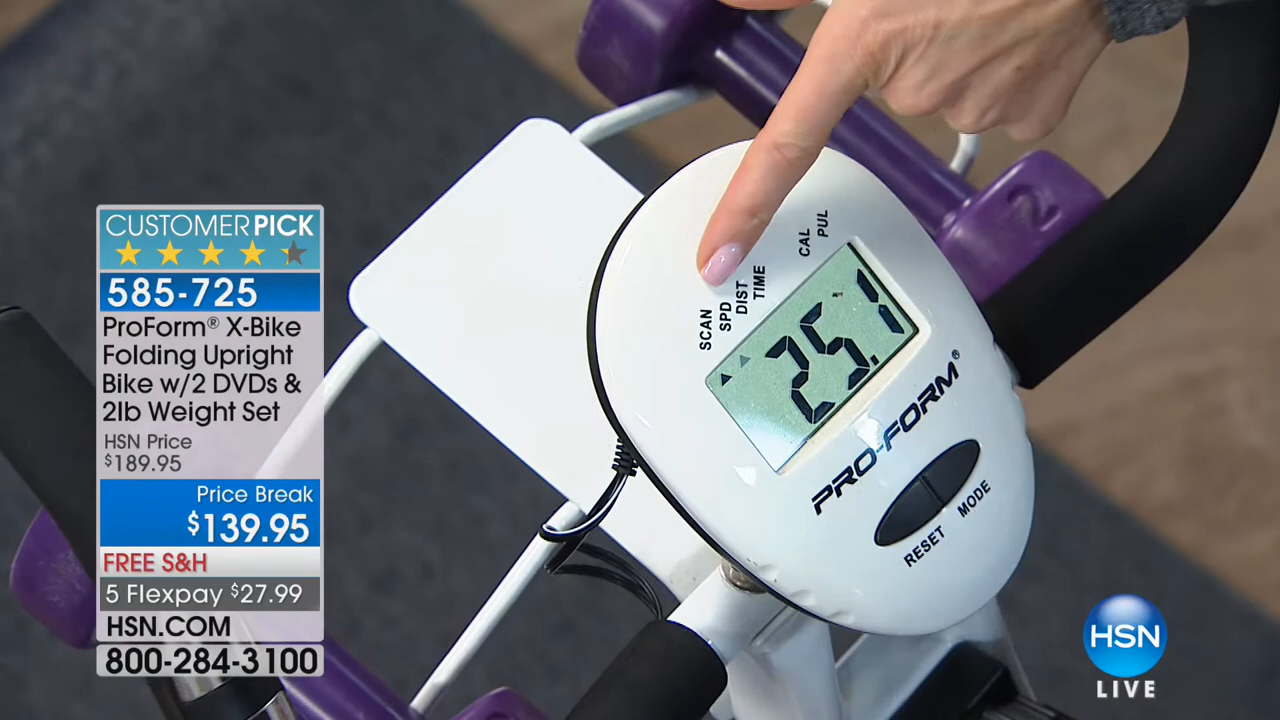 CUSTOMER PICK
585-725
ProForm® X-Bike
Folding Upright
Bike w/2 DVDs &
2lb Weight Set
HSN Price
$189.95
Price Break
$139.95
FREE S&H
5 Flexpay $27.99
HSN.COM
800-284-3100
SCAN
SPD
DIST
TIME
CAL
PUL
25.1
PRO-FORM®
RESET
MODE
2
HSN
LIVE